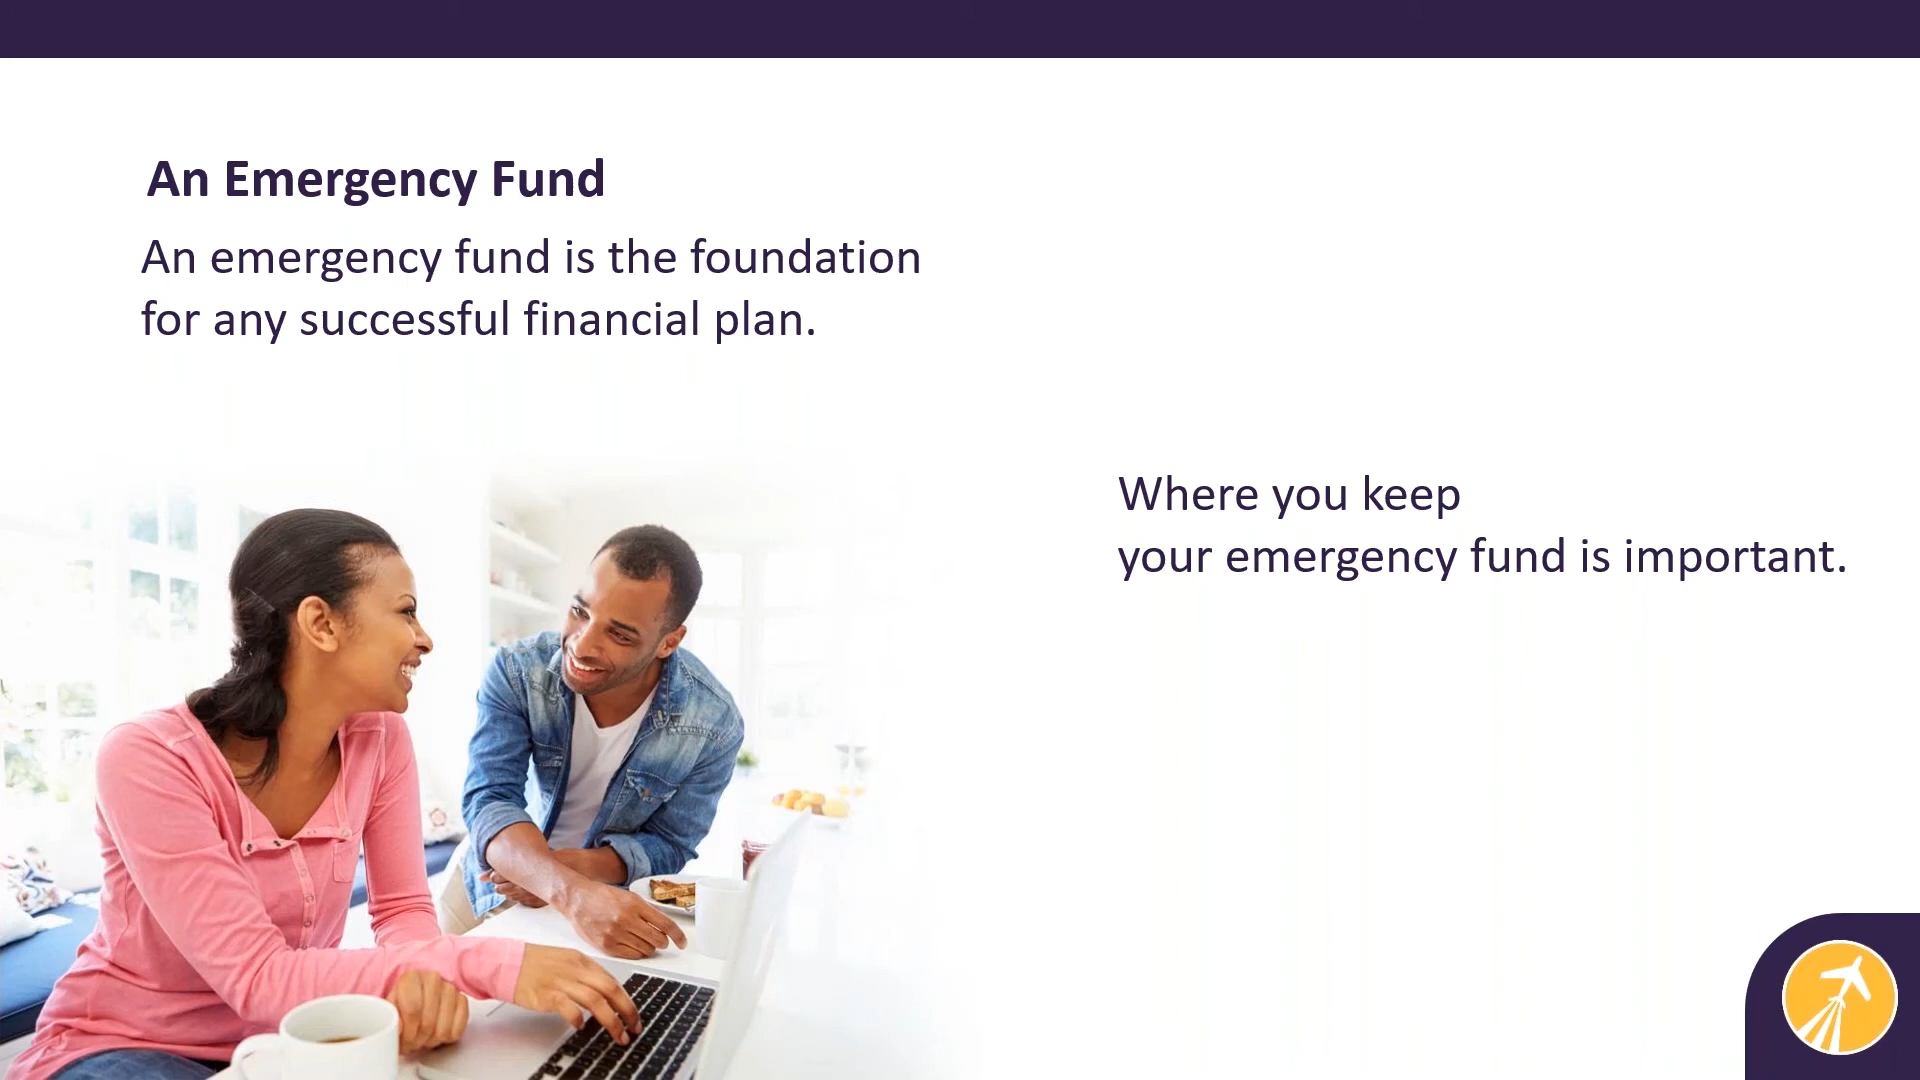 An Emergency Fund
An emergency fund is the foundation
for any successful financial plan.
Where you keep
your emergency fund is important.